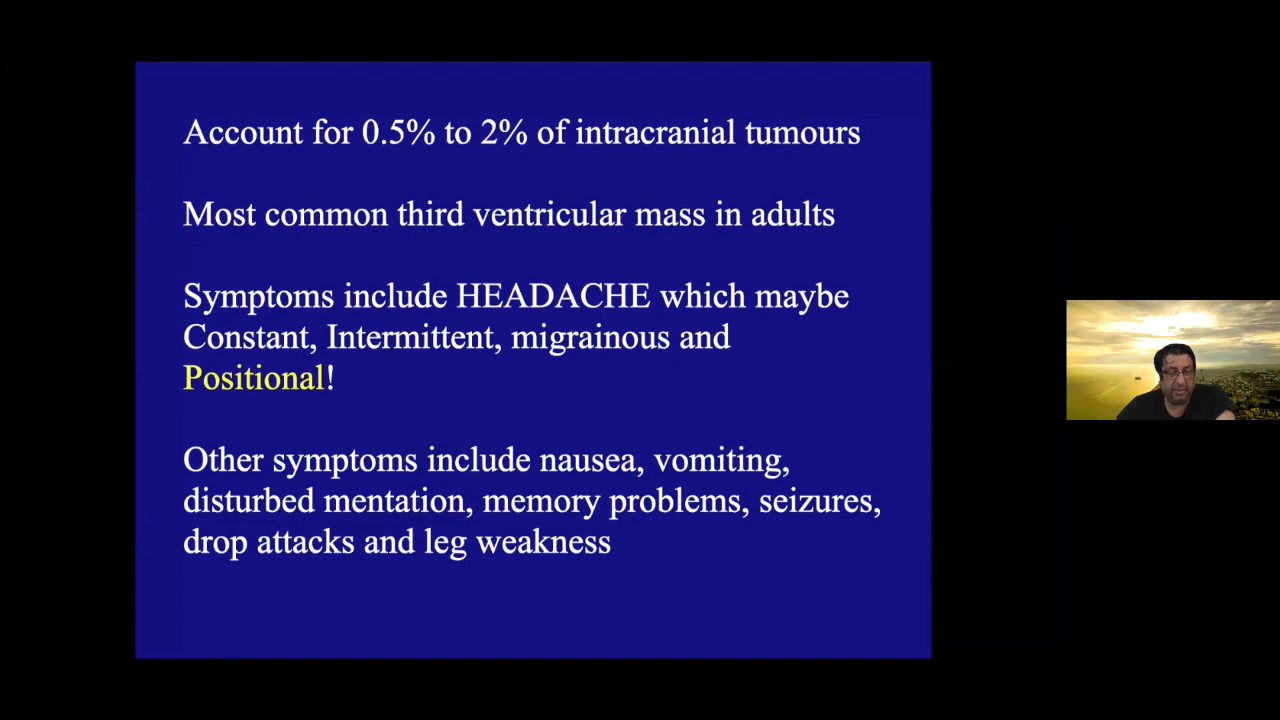 Account for 0.5% to 2% of intracranial tumours
Most common third ventricular mass in adults
Symptoms include HEADACHE which maybe
Constant, Intermittent, migrainous and
Positional!
Other symptoms include nausea, vomiting,
disturbed mentation, memory problems, seizures,
drop attacks and leg weakness